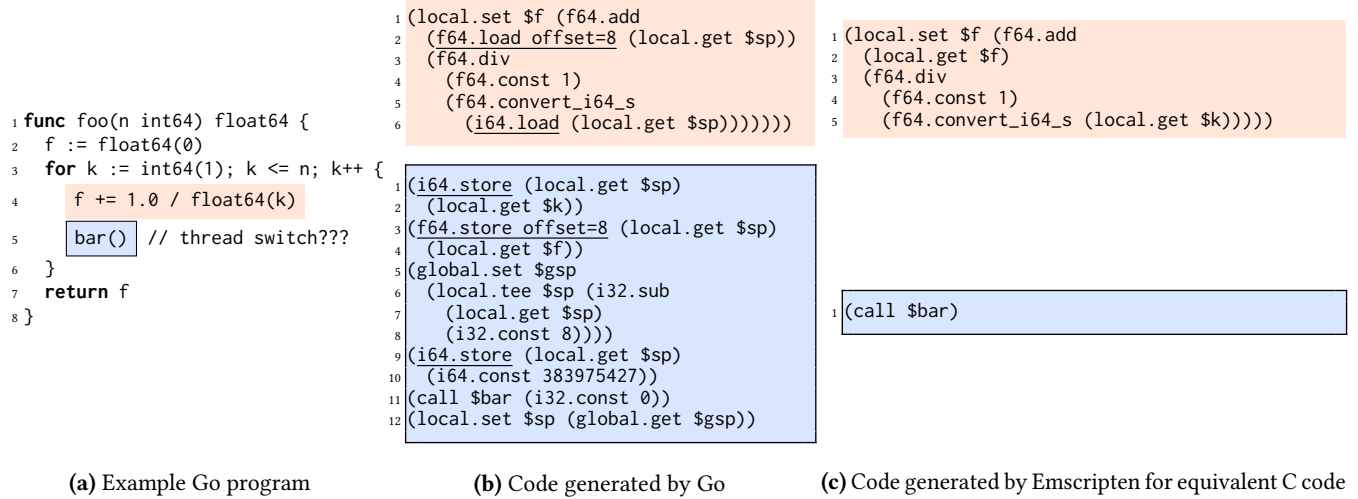 1 func foo(n int64) float64 {
2 f := float64(0)
3 for k := int64(1); k <= n; k++ {
4 f += 1.0 / float64(k)
5 bar() // thread switch???
6 }
7 return f
8 }
(a) Example Go program
1 (local.set $f (f64.add
2 (f64.load offset=8 (local.get $sp))
3 (f64.div
4 (f64.const 1)
5 (f64.convert_i64_s
6 (i64.load (local.get $sp)))))))
1 (i64.store (local.get $sp)
2 (local.get $k))
3 (f64.store offset=8 (local.get $sp)
4 (local.get $f))
5 (global.set $gsp
6 (local.tee $sp (i32.sub
7 (local.get $sp)
8 (i32.const 8))))
9 (i64.store (local.get $sp)
10 (i64.const 383975427))
11 (call $bar (i32.const 0))
12 (local.set $sp (global.get $gsp))
(b) Code generated by Go
1 (local.set $f (f64.add
2 (local.get $f)
3 (f64.div
4 (f64.const 1)
5 (f64.convert_i64_s (local.get $k)))))
1 (call $bar)
(c) Code generated by Emscripten for equivalent C code